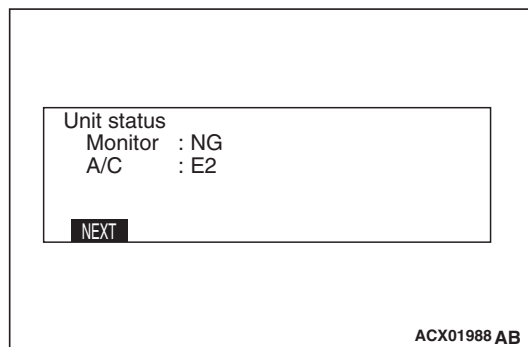 Unit status
Monitor : NG
A/C : E2
NEXT
ACX01988 AB